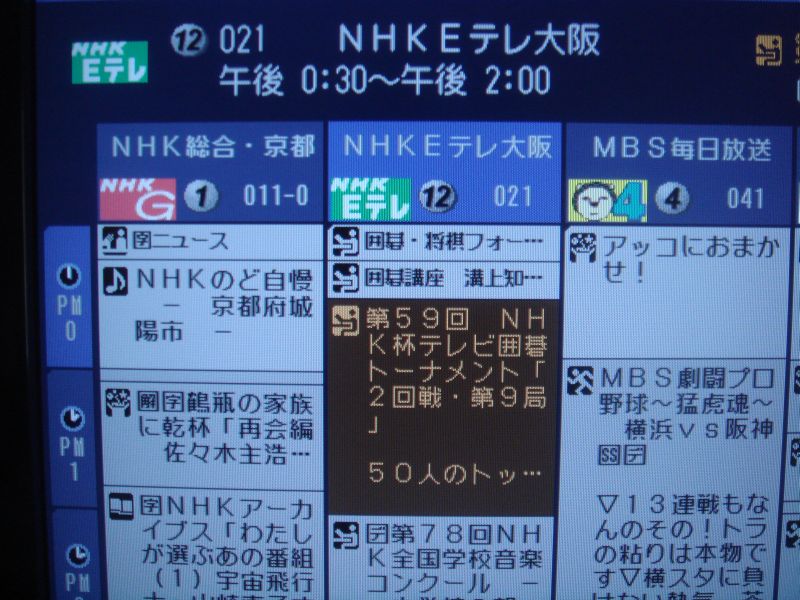 NHK
Eテレ
12 021 NHKEテレ大阪
午後 0:30～午後 2:00
NHK総合・京都
NHK
G
1 011-0
NHKEテレ大阪
NHK
Eテレ
12 021
MBS毎日放送
4
4 041
PM
0
PM
1
PM
字ニュース
NHKのど自慢
－ 京都府城
陽市 －
解字鶴瓶の家族
に乾杯「再会編
佐々木主浩…
字NHKアーカ
イブス「わたし
が選ぶあの番組
(1) 宇宙飛行
囲碁・将棋フォー…
囲碁講座 溝上知…
第59回 NH
K杯テレビ囲碁
トーナメント「
2回戦・第9局
」
50人のトッ…
デ第78回NH
K全国学校音楽
コンクール －
アッコにおまか
せ！
MBS劇闘プロ
野球～猛虎魂～
横浜vs阪神
SSデ
▽13連戦もな
んのその！トラ
の粘りは本物で
す▽横スタに負